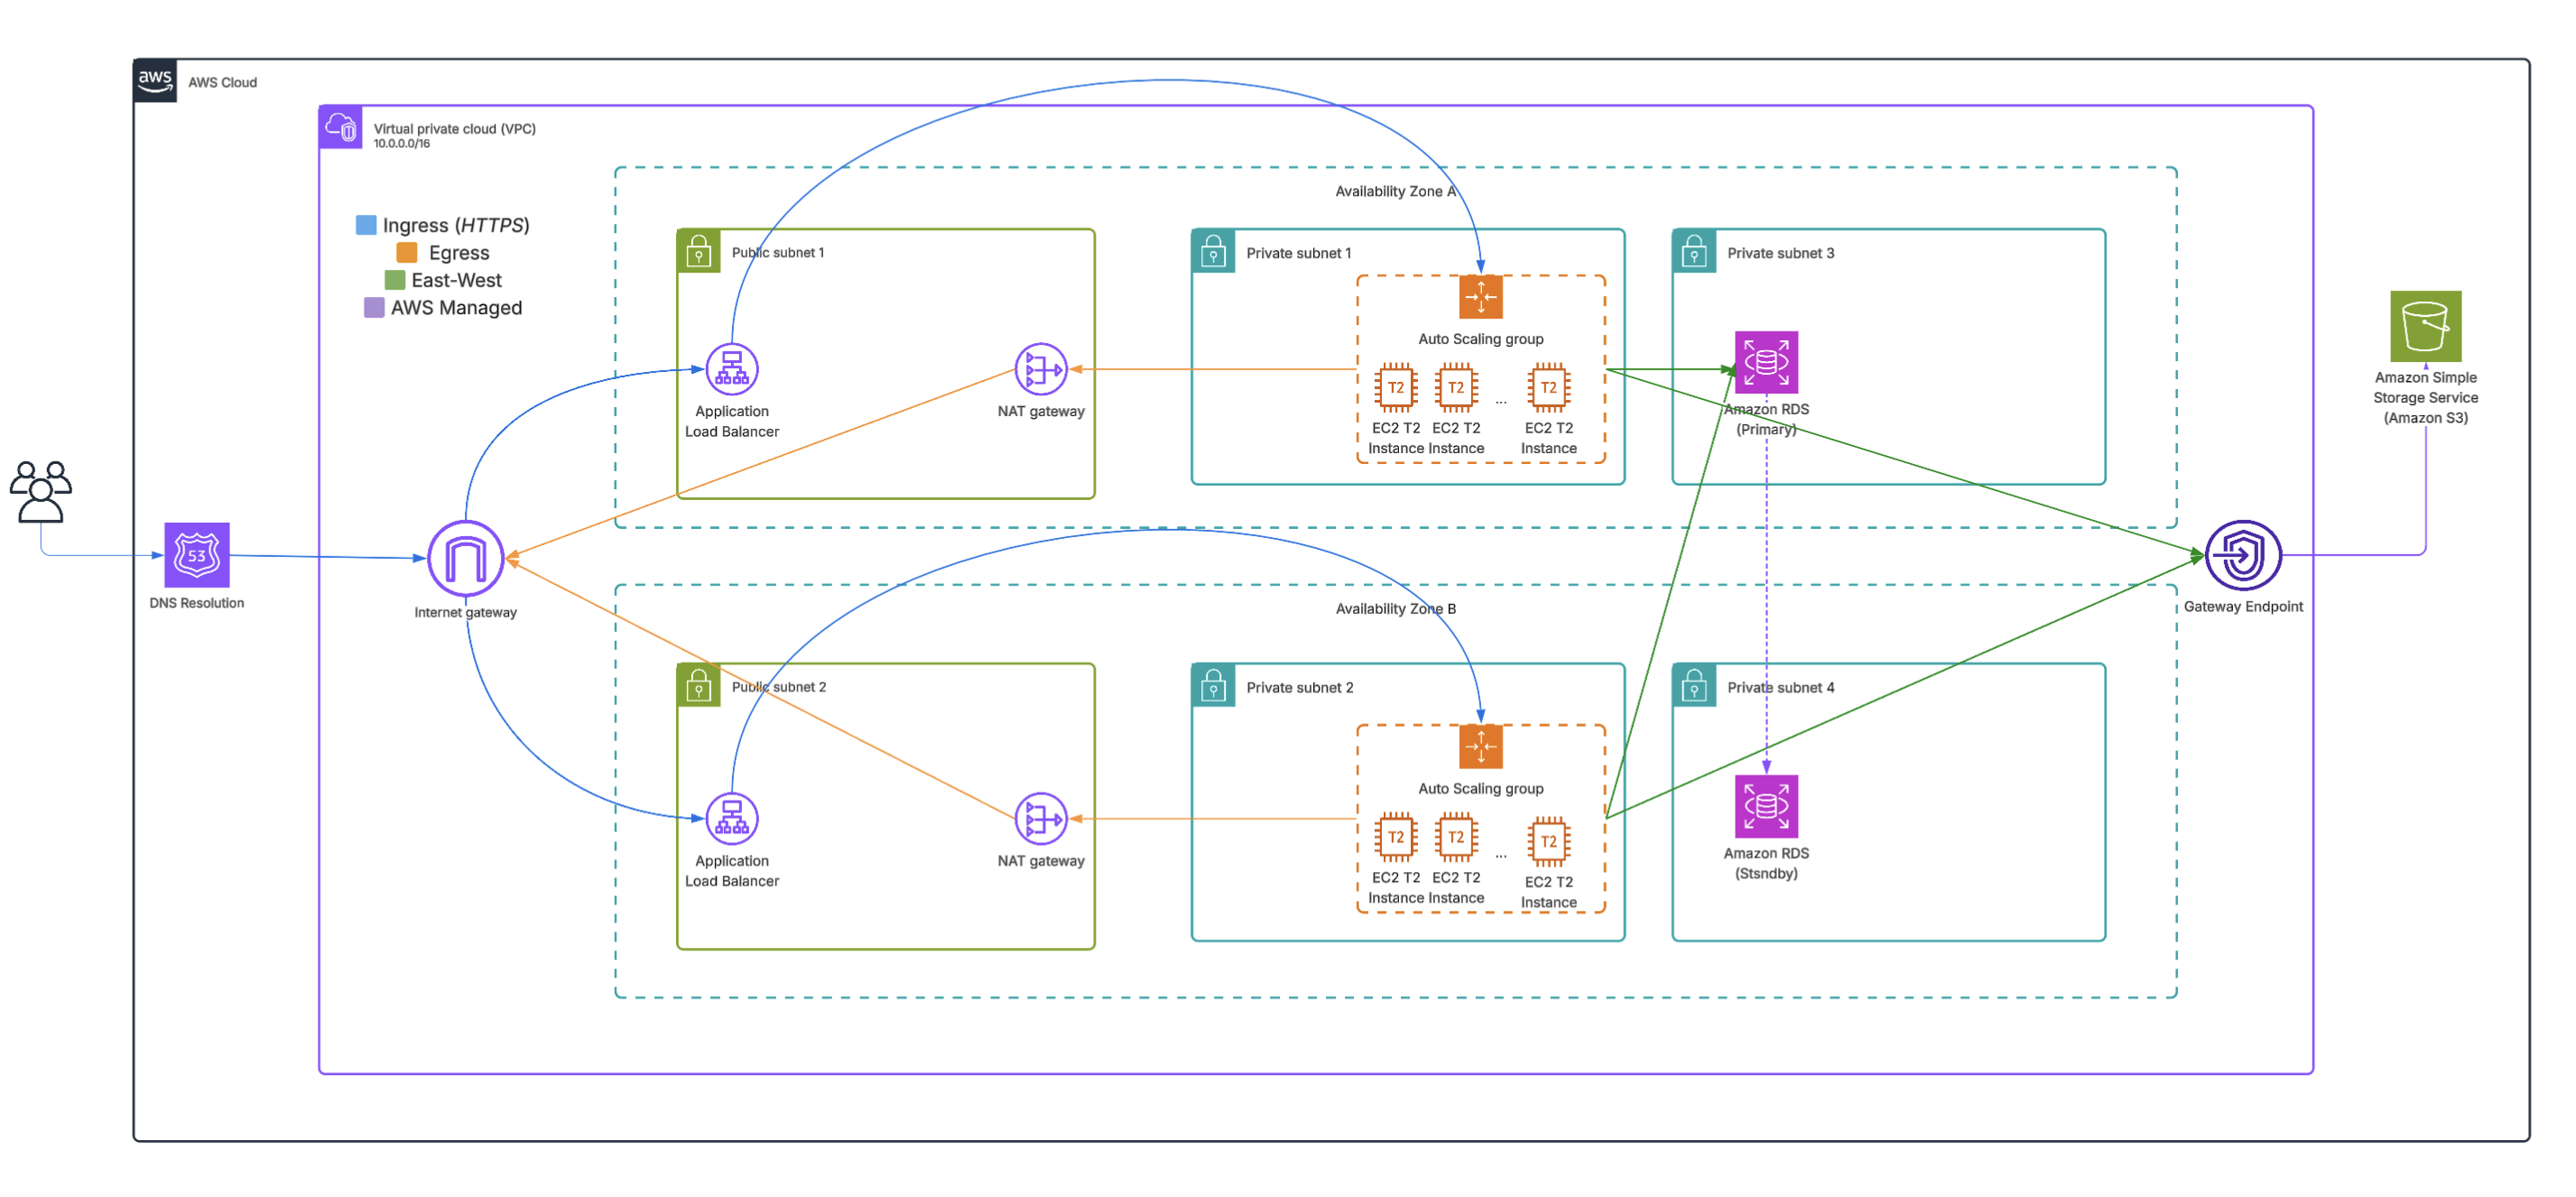 aws
AWS Cloud
Virtual private cloud (VPC)
10.0.0.0/16
Ingress (HTTPS)
Egress
East-West
AWS Managed
Availability Zone A
Public subnet 1
Application
Load Balancer
NAT gateway
Private subnet 1
Auto Scaling group
T2
T2
...
T2
EC2 T2
Instance
EC2 T2
Instance
EC2 T2
Instance
Private subnet 3
Amazon RDS
(Primary)
Amazon Simple
Storage Service
(Amazon S3)
53
DNS Resolution
Internet gateway
Gateway Endpoint
Availability Zone B
Public subnet 2
Application
Load Balancer
NAT gateway
Private subnet 2
Auto Scaling group
T2
T2
...
T2
EC2 T2
Instance
EC2 T2
Instance
EC2 T2
Instance
Private subnet 4
Amazon RDS
(Stsndby)